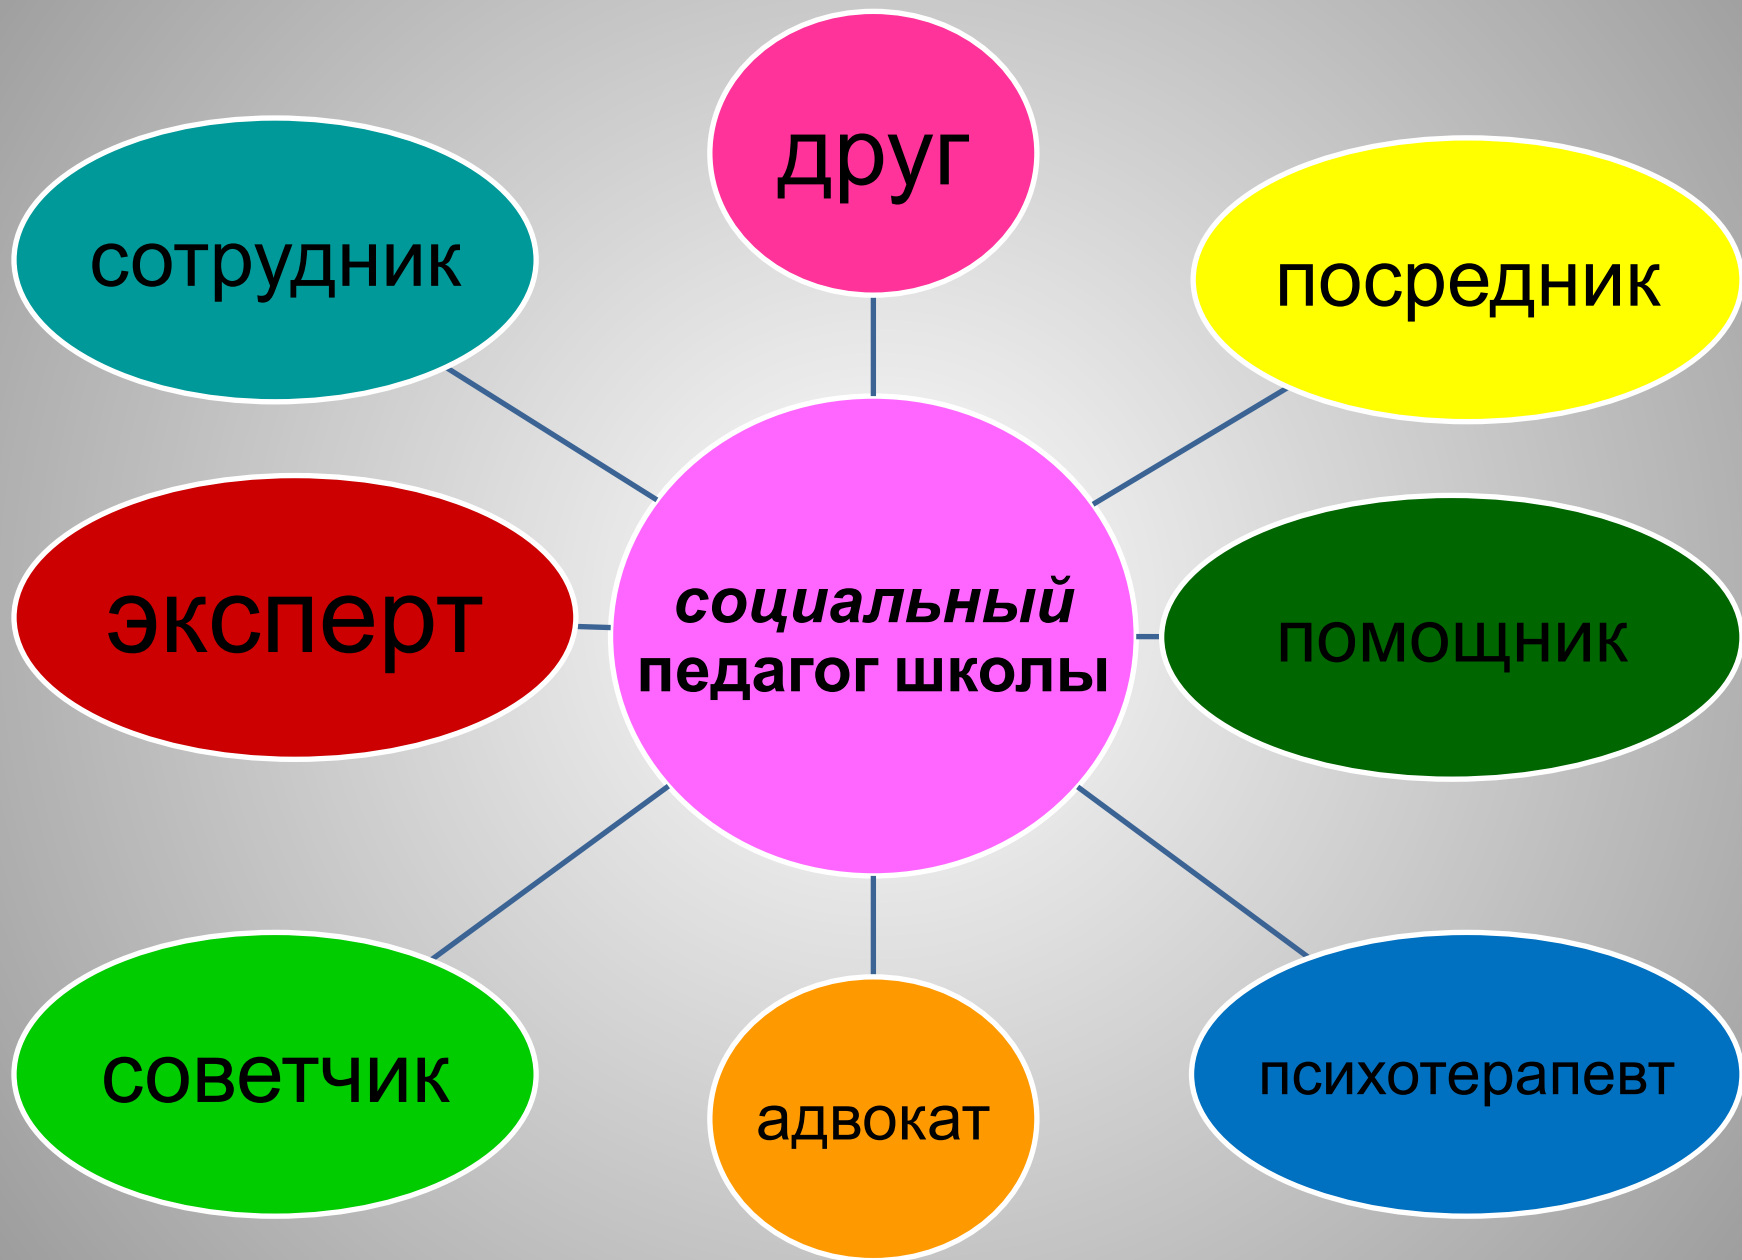 друг
сотрудник
посредник
эксперт
социальный
педагог школы
помощник
советчик
адвокат
психотерапевт